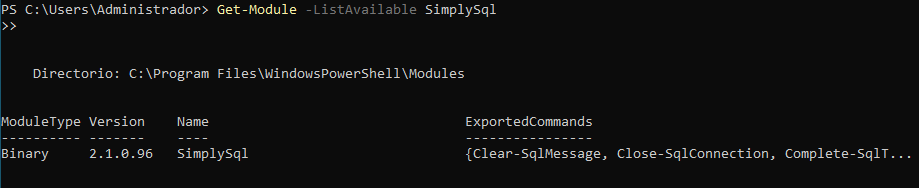 PS C:\Users\Administrador> Get-Module -ListAvailable SimplySql
>>
Directorio: C:\Program Files\WindowsPowerShell\Modules
ModuleType Version    Name                                ExportedCommands
---------- -------    ----                                ----------------
Binary     2.1.0.96   SimplySql                           {Clear-SqlMessage, Close-SqlConnection, Complete-SqlT...